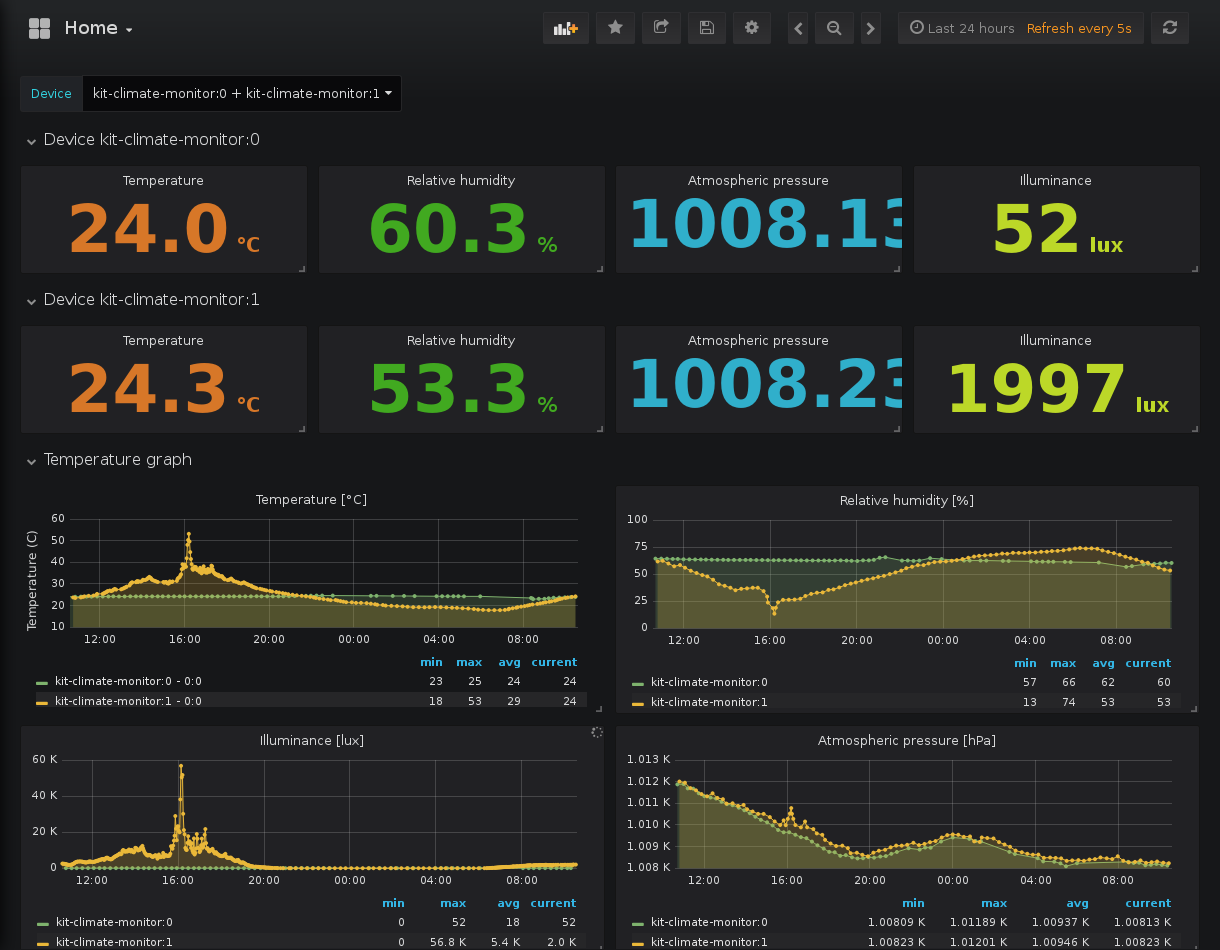 Home
Last 24 hours Refresh every 5s
Device kit-climate-monitor:0 + kit-climate-monitor:1
Device kit-climate-monitor:0
Temperature Relative humidity Atmospheric pressure Illuminance
24.0 °C 60.3 % 1008.13 52 lux
Device kit-climate-monitor:1
Temperature Relative humidity Atmospheric pressure Illuminance
24.3 °C 53.3 % 1008.23 1997 lux
Temperature graph
Temperature [°C]
Temperature (C)
60
50
40
30
20
10
12:00 16:00 20:00 00:00 04:00 08:00
min max avg current
kit-climate-monitor:0 - 0:0 23 25 24 24
kit-climate-monitor:1 - 0:0 18 53 29 24
Relative humidity [%]
100
75
50
25
0
12:00 16:00 20:00 00:00 04:00 08:00
min max avg current
kit-climate-monitor:0 57 66 62 60
kit-climate-monitor:1 13 74 53 53
Illuminance [lux]
60 K
40 K
20 K
0
12:00 16:00 20:00 00:00 04:00 08:00
min max avg current
kit-climate-monitor:0 0 52 18 52
kit-climate-monitor:1 0 56.8 K 5.4 K 2.0 K
Atmospheric pressure [hPa]
1.013 K
1.012 K
1.011 K
1.010 K
1.009 K
1.008 K
12:00 16:00 20:00 00:00 04:00 08:00
min max avg current
kit-climate-monitor:0 1.00809 K 1.01189 K 1.00937 K 1.00813 K
kit-climate-monitor:1 1.00823 K 1.01201 K 1.00946 K 1.00823 K